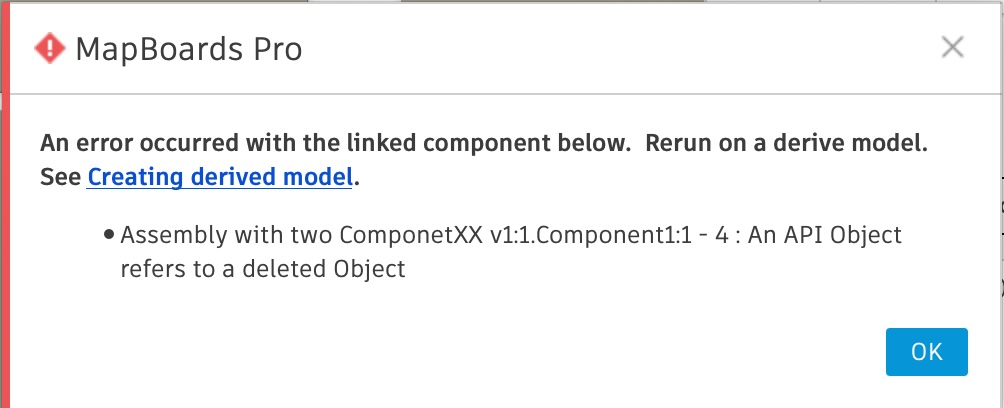 MapBoards Pro
An error occurred with the linked component below.  Rerun on a derive model.
See Creating derived model.
• Assembly with two ComponetXX v1:1.Component1:1 - 4 : An API Object
refers to a deleted Object
OK